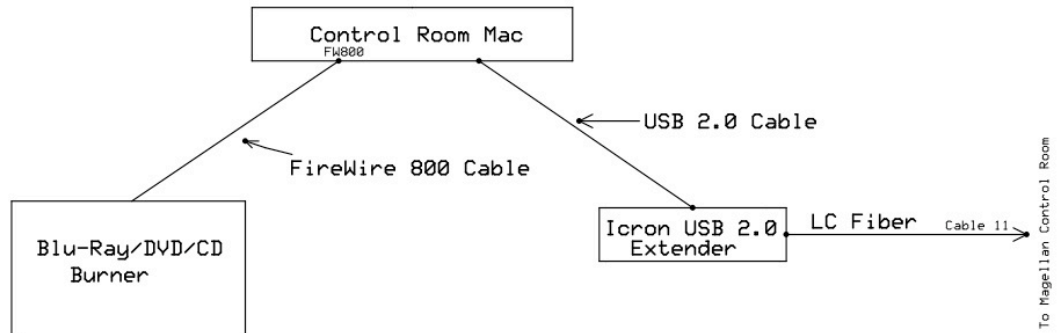 Control Room Mac
FW800
USB 2.0 Cable
FireWire 800 Cable
Blu-Ray/DVD/CD
Burner
Icron USB 2.0
Extender
LC Fiber
Cable 11
To Magellan Control Room